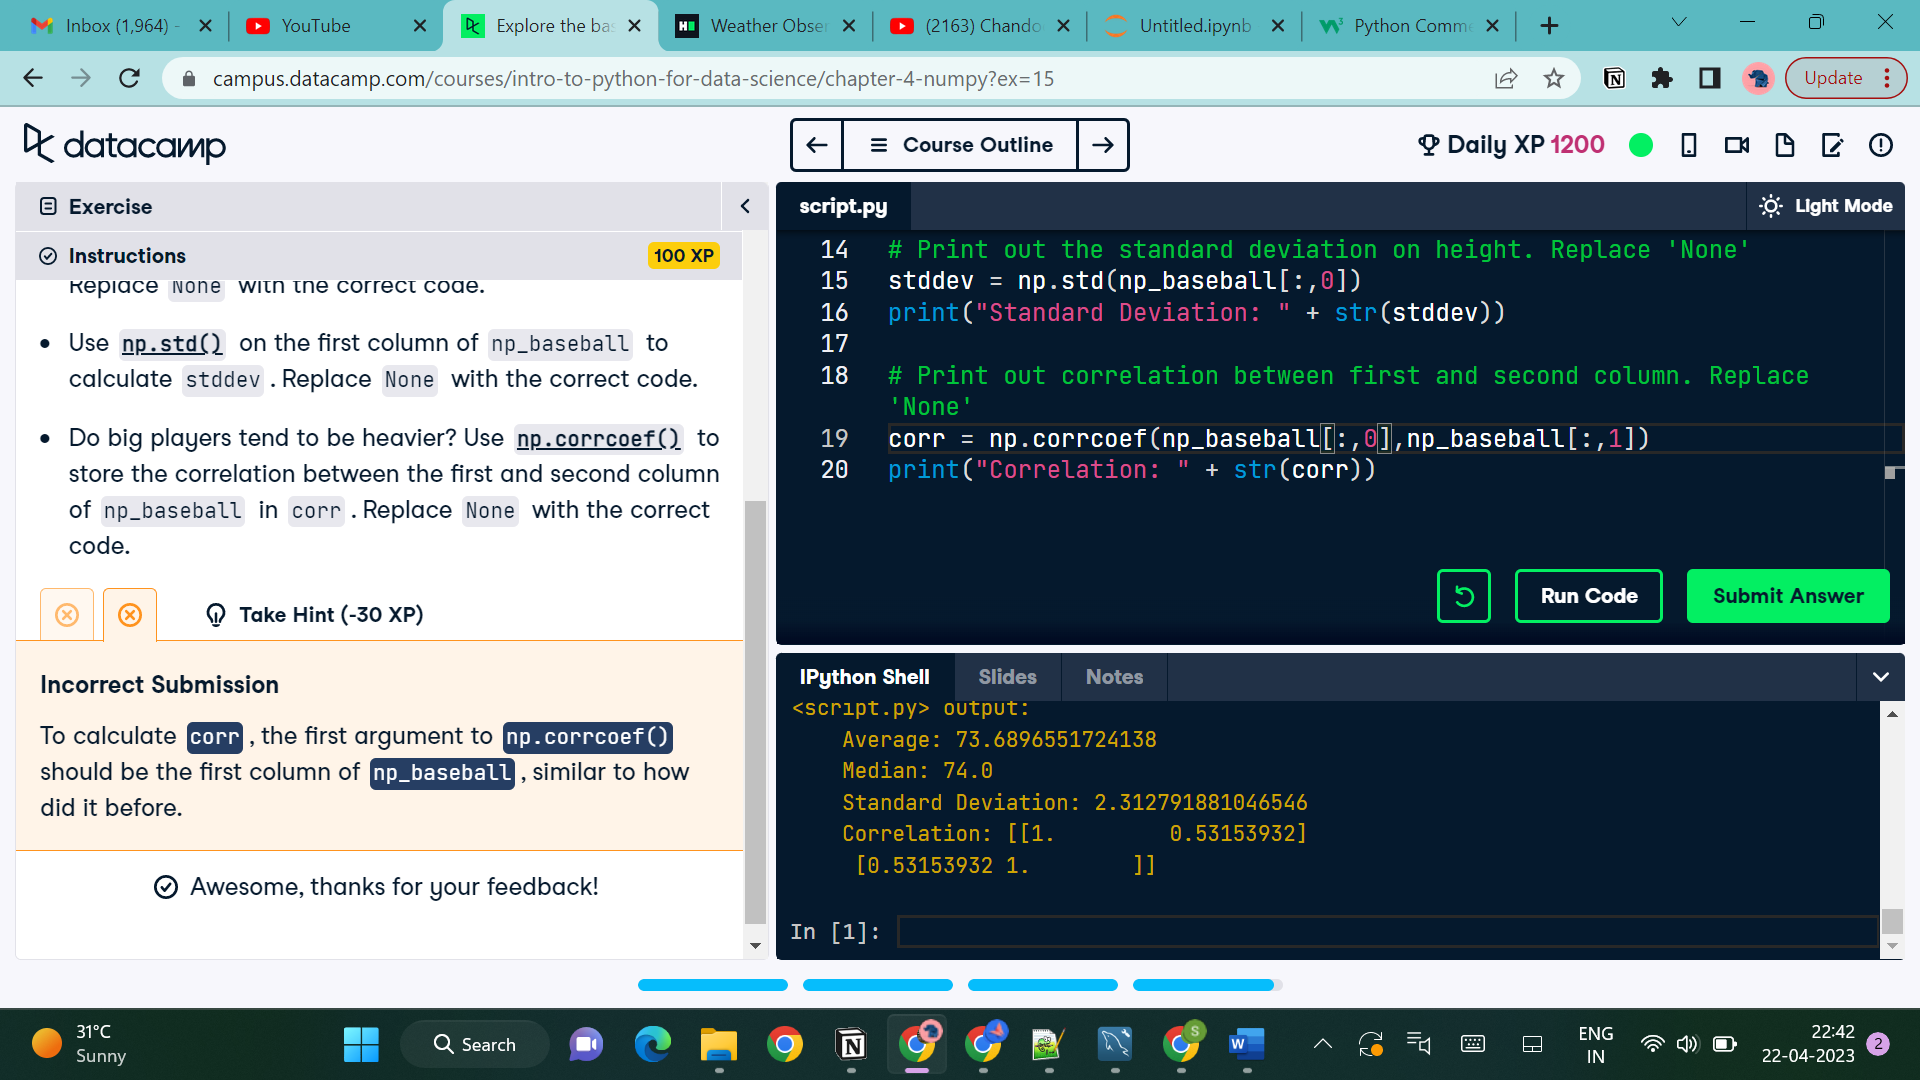 Inbox (1,964) -
YouTube
Explore the bas
Weather Obser
(2163) Chando
Untitled.ipynb
Python Comme
campus.datacamp.com/courses/intro-to-python-for-data-science/chapter-4-numpy?ex=15
Update
datacamp
Course Outline
Daily XP 1200
Exercise
Instructions
100 XP
Replace None with the correct code.
Use np.std() on the first column of np_baseball to
calculate stddev . Replace None with the correct code.
Do big players tend to be heavier? Use np.corrcoef() to
store the correlation between the first and second column
of np_baseball in corr . Replace None with the correct
code.
Take Hint (-30 XP)
Incorrect Submission
To calculate corr , the first argument to np.corrcoef()
should be the first column of np_baseball , similar to how
did it before.
Awesome, thanks for your feedback!
script.py
Light Mode
14 # Print out the standard deviation on height. Replace 'None'
15 stddev = np.std(np_baseball[:,0])
16 print("Standard Deviation: " + str(stddev))
17
18 # Print out correlation between first and second column. Replace
'None'
19 corr = np.corrcoef(np_baseball[:,0],np_baseball[:,1])
20 print("Correlation: " + str(corr))
Run Code
Submit Answer
IPython Shell
Slides
Notes
<script.py> output:
Average: 73.6896551724138
Median: 74.0
Standard Deviation: 2.312791881046546
Correlation: [[1. 0.53153932]
[0.53153932 1. ]]
In [1]:
31°C
Sunny
Search
N
S
W
ENG
IN
22:42
22-04-2023
2